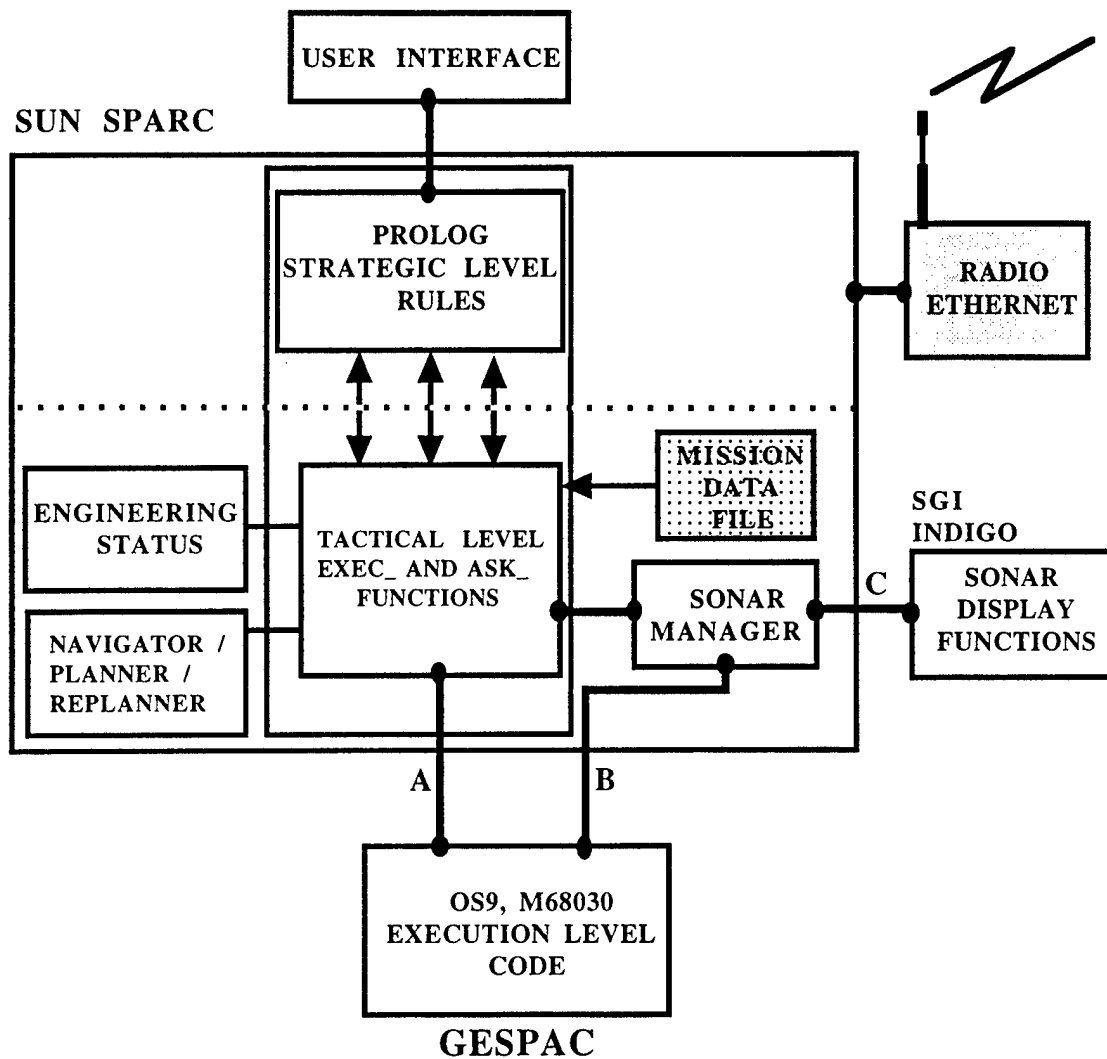 USER INTERFACE
SUN SPARC
PROLOG
STRATEGIC LEVEL
RULES
RADIO
ETHERNET
MISSION
DATA
FILE
ENGINEERING
STATUS
TACTICAL LEVEL
EXEC_ AND ASK_
FUNCTIONS
SGI
INDIGO
SONAR
MANAGER
C
SONAR
DISPLAY
FUNCTIONS
NAVIGATOR /
PLANNER /
REPLANNER
A
B
OS9, M68030
EXECUTION LEVEL
CODE
GESPAC